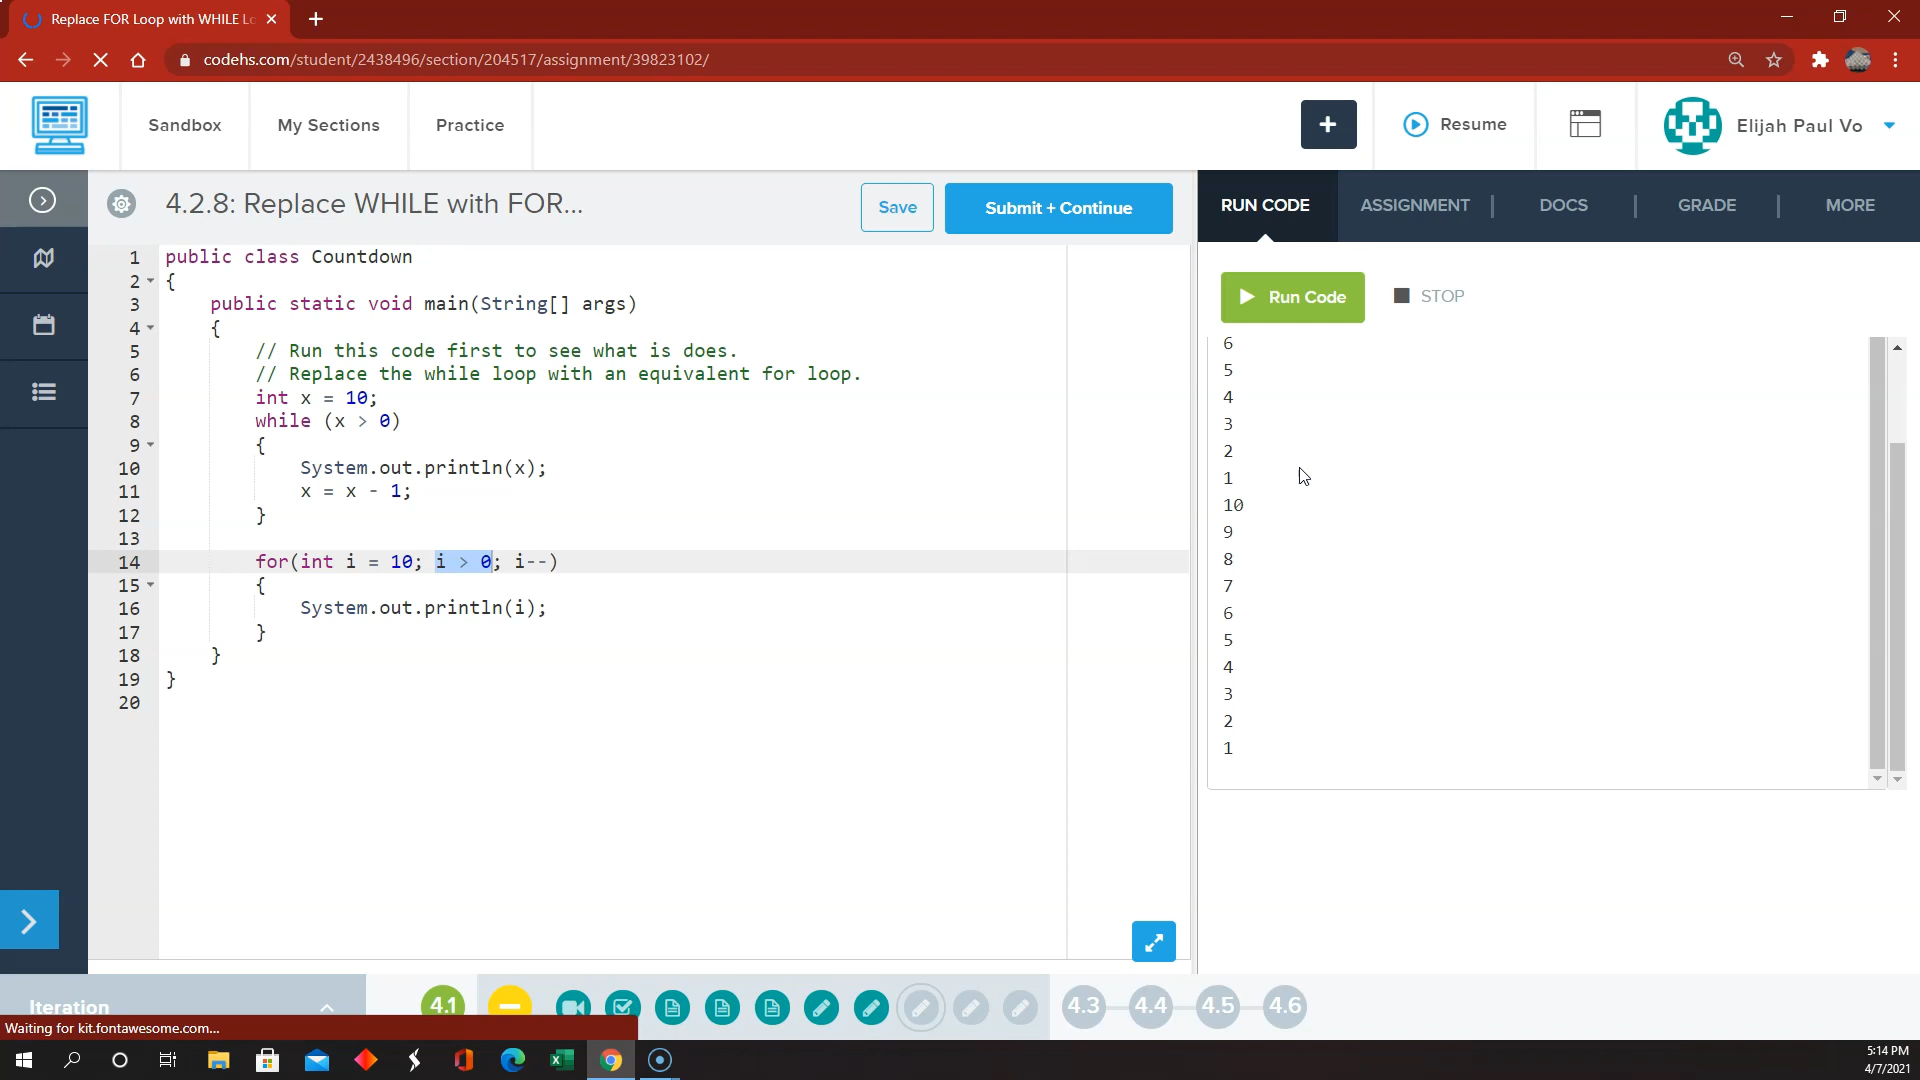 Replace FOR Loop with WHILE Lo
codehs.com/student/2438496/section/204517/assignment/39823102/
Sandbox
My Sections
Practice
+
Resume
Elijah Paul Vo
4.2.8: Replace WHILE with FOR...
Save
Submit + Continue
RUN CODE
ASSIGNMENT
DOCS
GRADE
MORE
1 public class Countdown
2 {
3 public static void main(String[] args)
4 {
5 // Run this code first to see what is does.
6 // Replace the while loop with an equivalent for loop.
7 int x = 10;
8 while (x > 0)
9 {
10 System.out.println(x);
11 x = x - 1;
12 }
13
14 for(int i = 10; i > 0; i--)
15 {
16 System.out.println(i);
17 }
18 }
19 }
20
Run Code
STOP
6
5
4
3
2
1
10
9
8
7
6
5
4
3
2
1
Iteration
4.1
4.3
4.4
4.5
4.6
Waiting for kit.fontawesome.com...
5:14 PM
4/7/2021